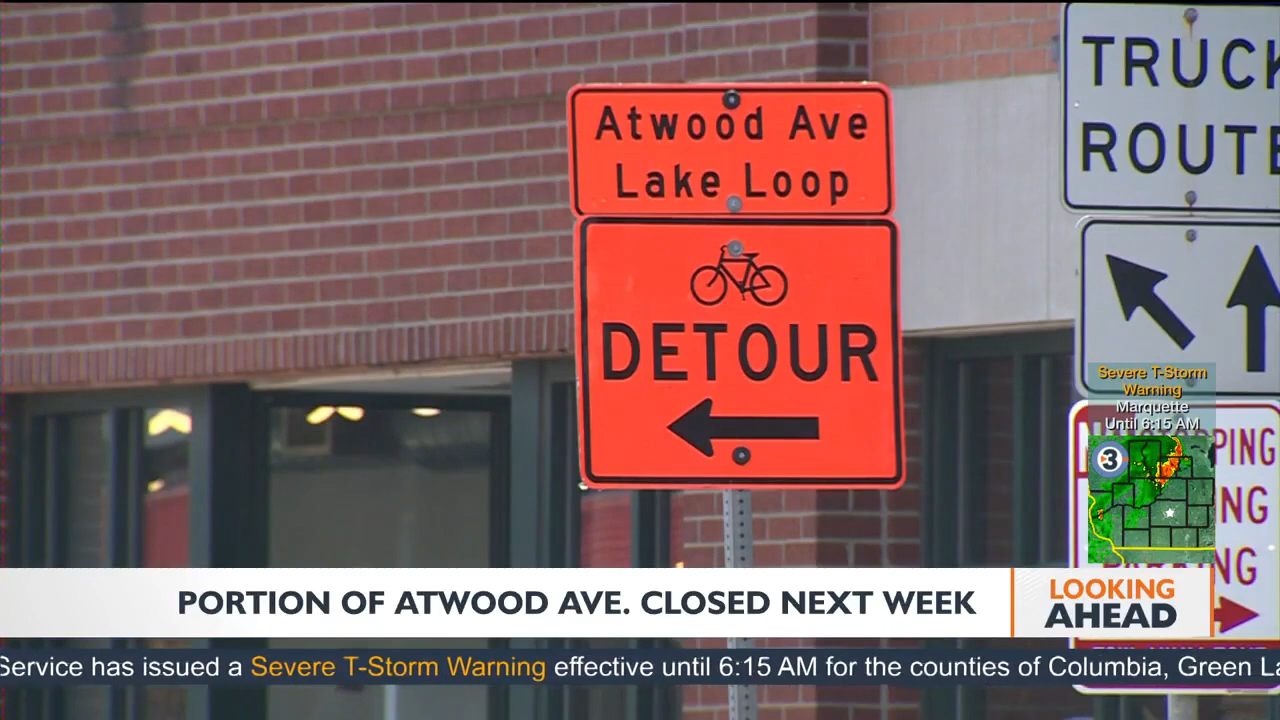 Atwood Ave
Lake Loop
DETOUR
TRUCK
ROUTE
Severe T-Storm
Warning
Marquette
Until 6:15 AM
3
PORTION OF ATWOOD AVE. CLOSED NEXT WEEK
LOOKING
AHEAD
Service has issued a Severe T-Storm Warning effective until 6:15 AM for the counties of Columbia, Green La